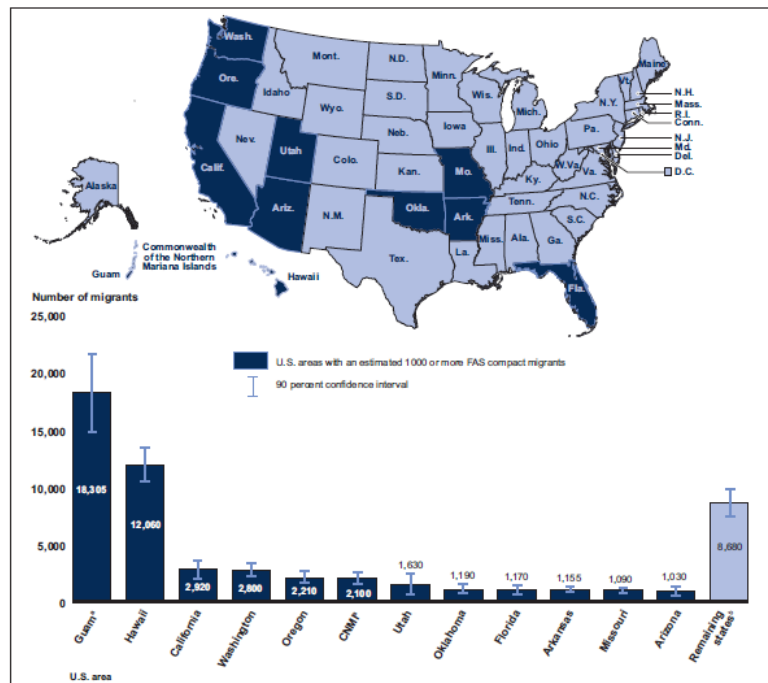 Wash.
Mont.
N.D.
Minn.
Maine
Vt.
N.H.
Ore.
Idaho
S.D.
Wis.
Mich.
N.Y.
Mass.
R.I.
Conn.
Wyo.
Neb.
Iowa
Pa.
N.J.
Md.
Del.
D.C.
Nev.
Utah
Colo.
Ill.
Ind.
Ohio
W.Va.
Va.
Calif.
Kan.
Mo.
Ky.
N.C.
Alaska
Ariz.
N.M.
Okla.
Ark.
Tenn.
S.C.
Tex.
La.
Miss.
Ala.
Ga.
Fla.
Commonwealth
of the Northern
Mariana Islands
Guam
Hawaii
Number of migrants
25,000
20,000
15,000
10,000
5,000
0
U.S. areas with an estimated 1000 or more FAS compact migrants
90 percent confidence interval
18,305
12,060
2,920
2,800
2,210
2,100
1,630
1,190
1,170
1,155
1,090
1,030
8,680
Guamᵃ
Hawaii
California
Washington
Oregon
CNMIᵇ
Utah
Oklahoma
Florida
Arkansas
Missouri
Arizona
Remaining
statesᶜ
U.S. area